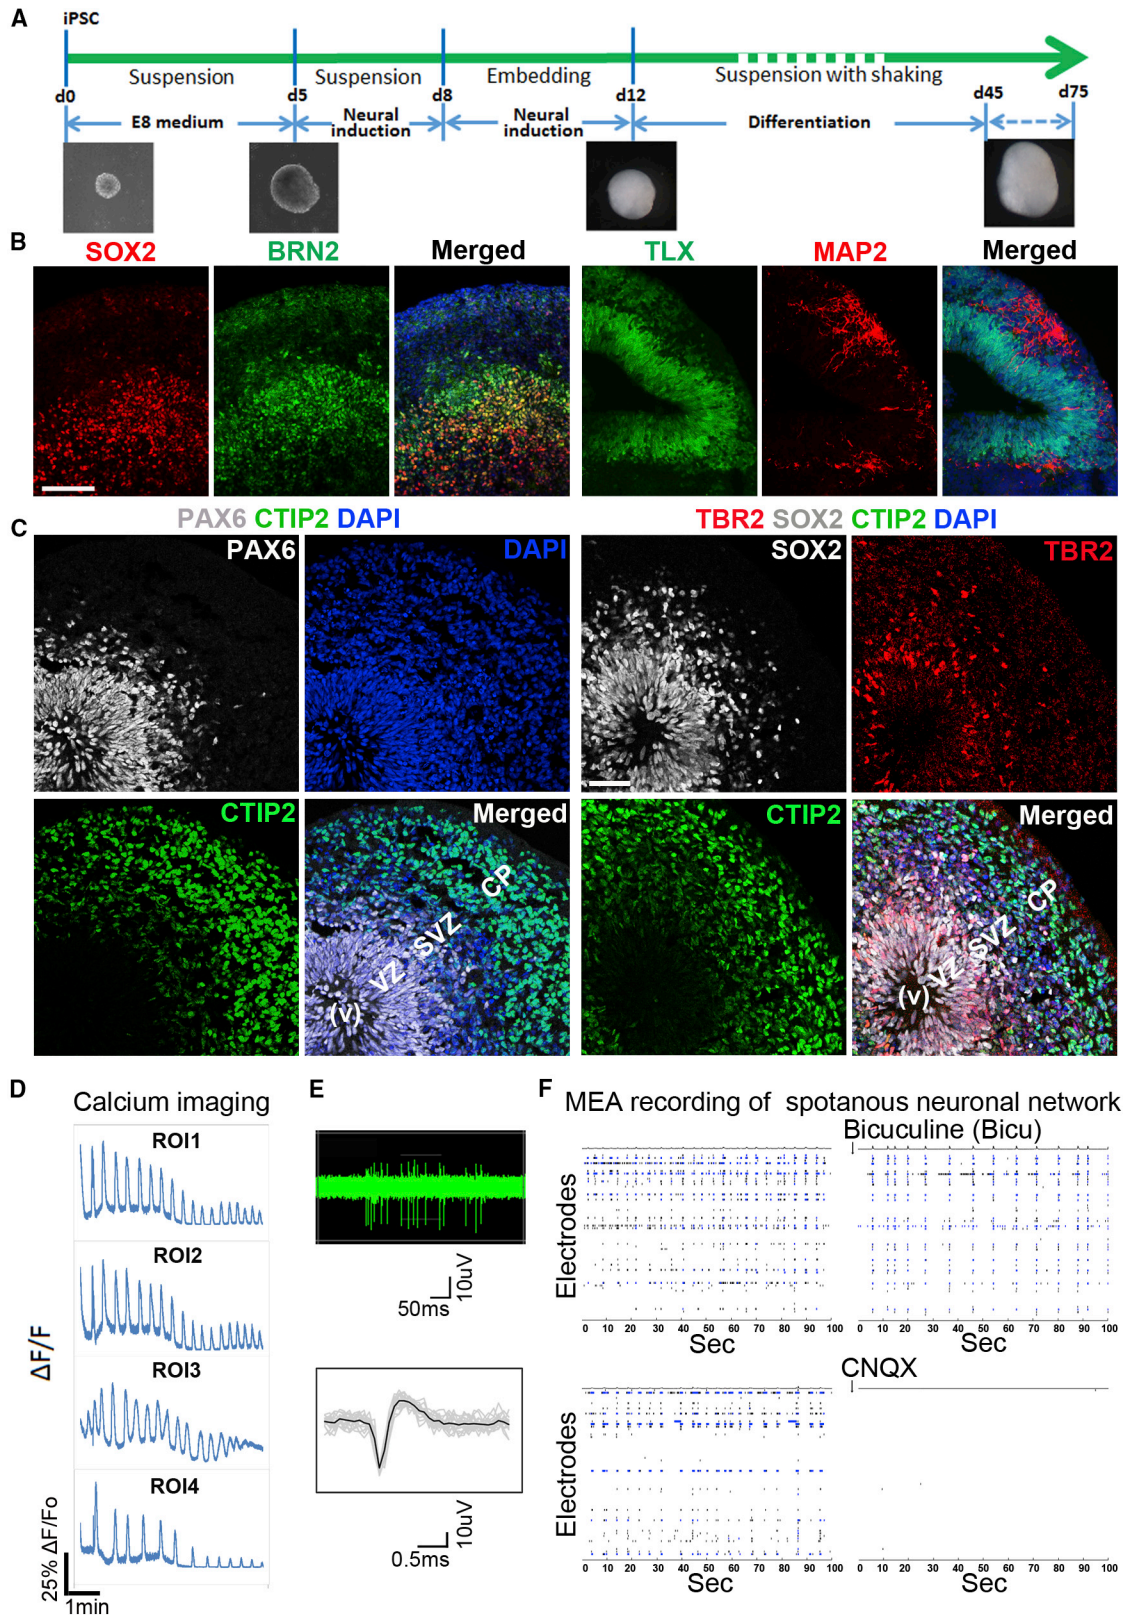 A
iPSC
Suspension
Suspension
Embedding
Suspension with shaking
d0
d5
d8
d12
d45
d75
E8 medium
Neural
induction
Neural
induction
Differentiation
B
SOX2
BRN2
Merged
TLX
MAP2
Merged
C
PAX6 CTIP2 DAPI
TBR2 SOX2 CTIP2 DAPI
PAX6
DAPI
SOX2
TBR2
CTIP2
Merged
CP
SVZ
VZ
(v)
CTIP2
Merged
CP
SVZ
VZ
(v)
D
Calcium imaging
ROI1
ROI2
ROI3
ROI4
ΔF/F
25% ΔF/Fo
1min
E
10uV
50ms
10uV
0.5ms
F
MEA recording of spotanous neuronal network
Bicuculine (Bicu)
Electrodes
0 10 20 30 40 50 60 70 80 90 100
Sec
0 10 20 30 40 50 60 70 80 90 100
CNQX
Electrodes
0 10 20 30 40 50 60 70 80 90 100
Sec
0 10 20 30 40 50 60 70 80 90 100
Sec